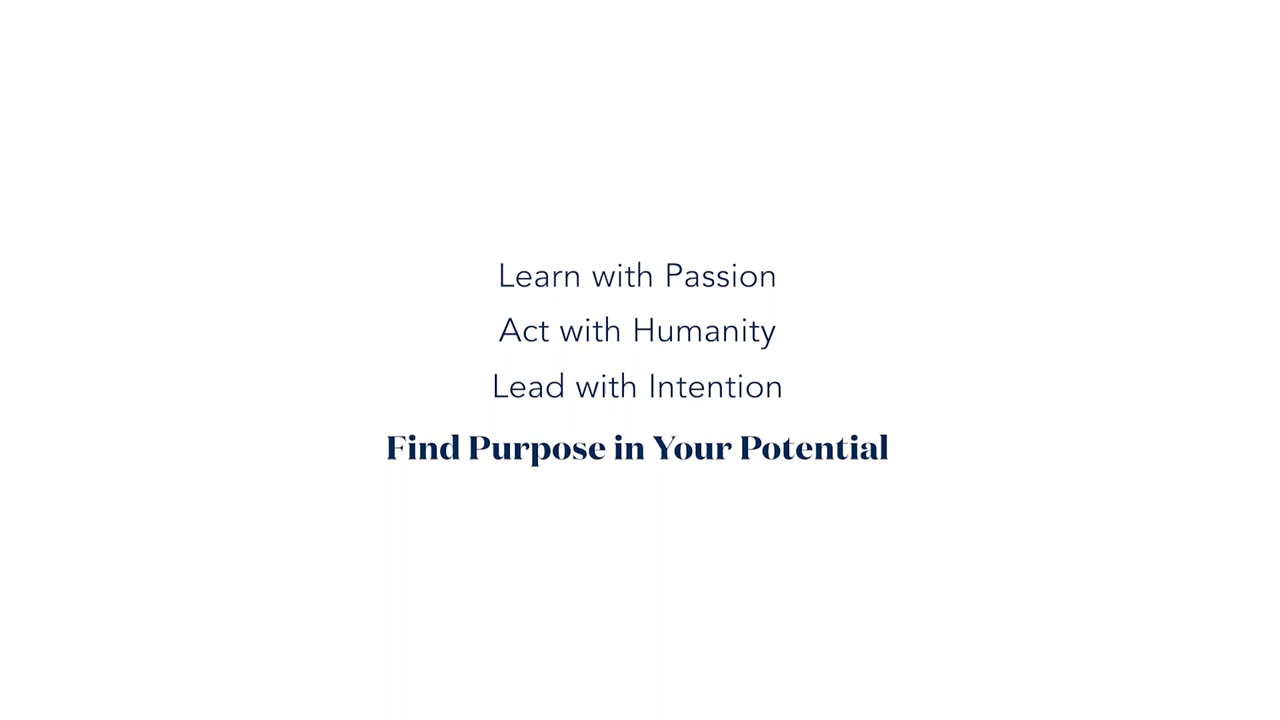 Learn with Passion
Act with Humanity
Lead with Intention
Find Purpose in Your Potential